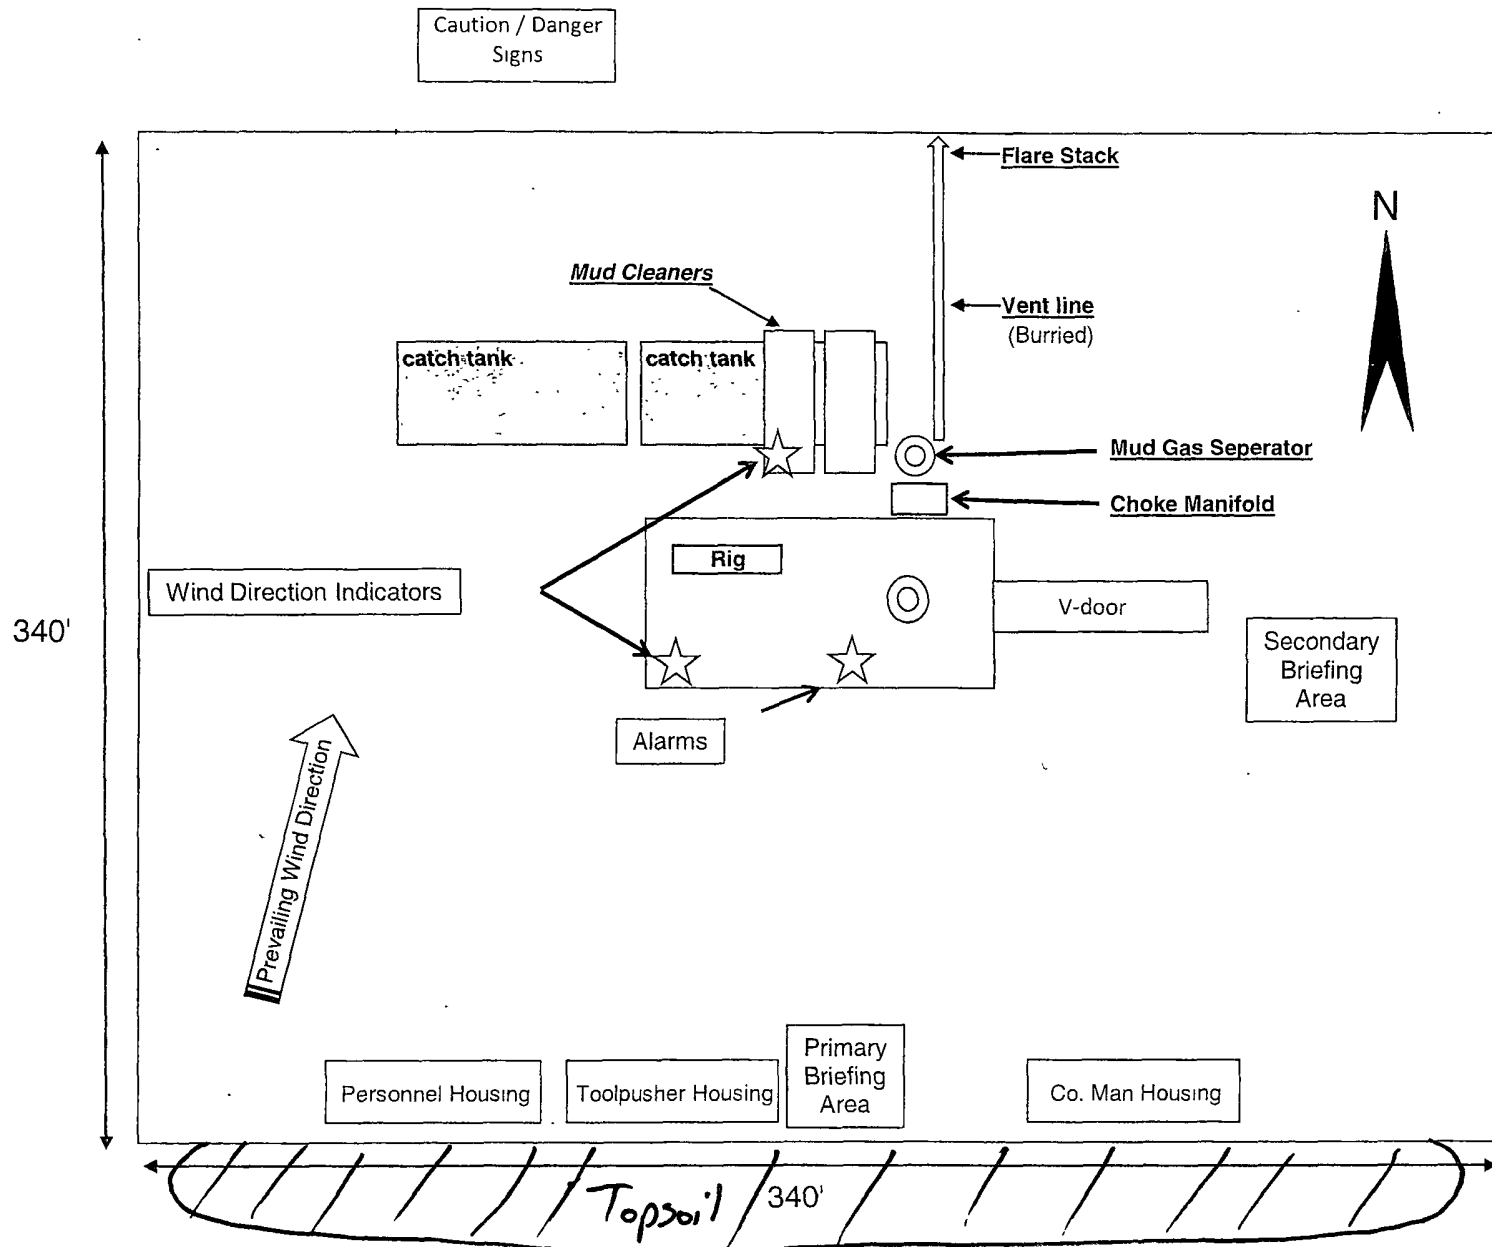 Caution / Danger
Signs
Flare Stack
N
Mud Cleaners
Vent line
(Burried)
catch tank
catch tank
Mud Gas Seperator
Choke Manifold
Rig
Wind Direction Indicators
V-door
340'
Secondary
Briefing
Area
Alarms
Prevailing Wind Direction
Primary
Briefing
Area
Personnel Housing
Toolpusher Housing
Co. Man Housing
Topsoil
340'